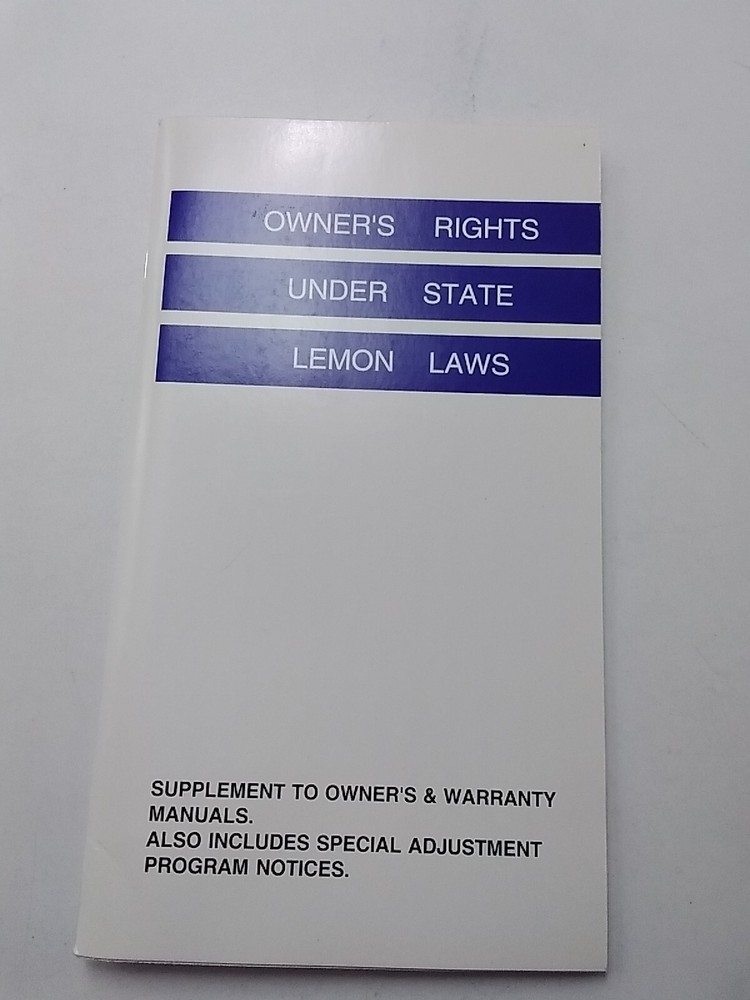 OWNER'S RIGHTS
UNDER STATE
LEMON LAWS
SUPPLEMENT TO OWNER'S & WARRANTY
MANUALS.
ALSO INCLUDES SPECIAL ADJUSTMENT
PROGRAM NOTICES.